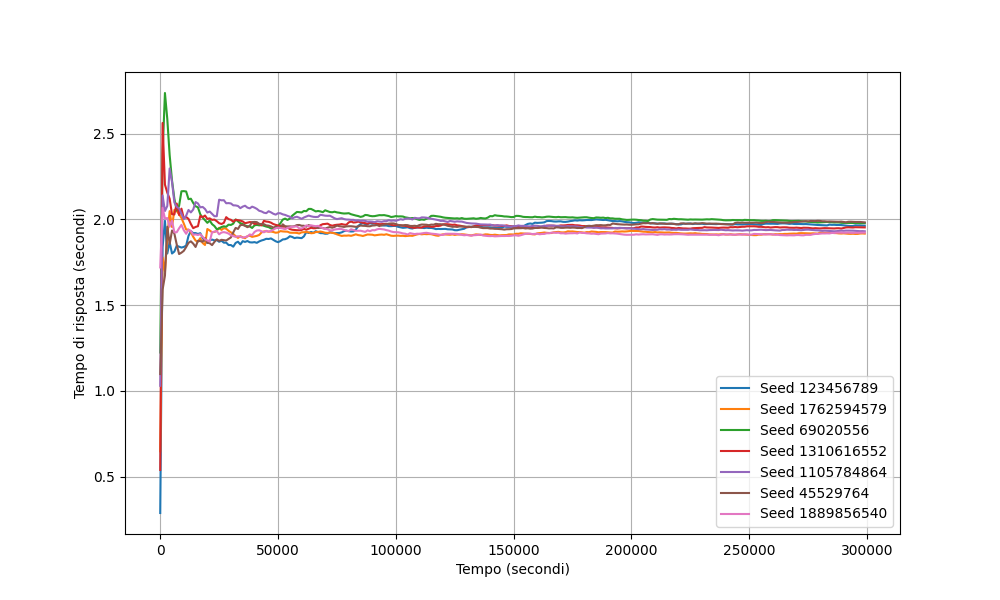 2.5
2.0
1.5
1.0
0.5
Tempo di risposta (secondi)
0 50000 100000 150000 200000 250000 300000
Tempo (secondi)
Seed 123456789
Seed 1762594579
Seed 69020556
Seed 1310616552
Seed 1105784864
Seed 45529764
Seed 1889856540